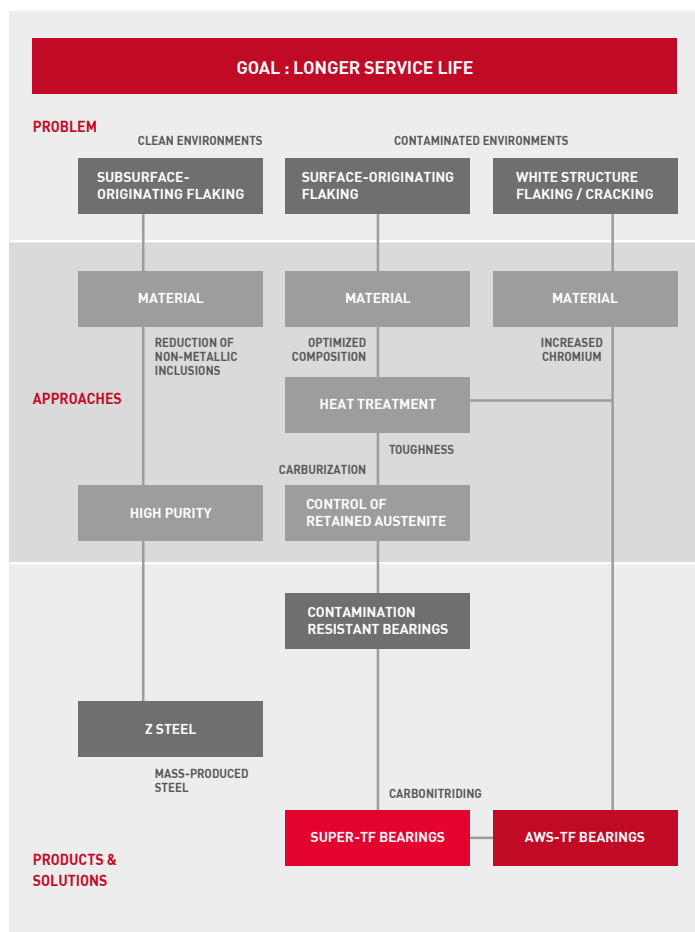 GOAL : LONGER SERVICE LIFE
PROBLEM
CLEAN ENVIRONMENTS
CONTAMINATED ENVIRONMENTS
SUBSURFACE-
ORIGINATING FLAKING
SURFACE-ORIGINATING
FLAKING
WHITE STRUCTURE
FLAKING / CRACKING
MATERIAL
MATERIAL
MATERIAL
REDUCTION OF
NON-METALLIC
INCLUSIONS
OPTIMIZED
COMPOSITION
INCREASED
CHROMIUM
APPROACHES
HEAT TREATMENT
TOUGHNESS
CARBURIZATION
HIGH PURITY
CONTROL OF
RETAINED AUSTENITE
CONTAMINATION
RESISTANT BEARINGS
Z STEEL
MASS-PRODUCED
STEEL
CARBONITRIDING
SUPER-TF BEARINGS
AWS-TF BEARINGS
PRODUCTS &
SOLUTIONS